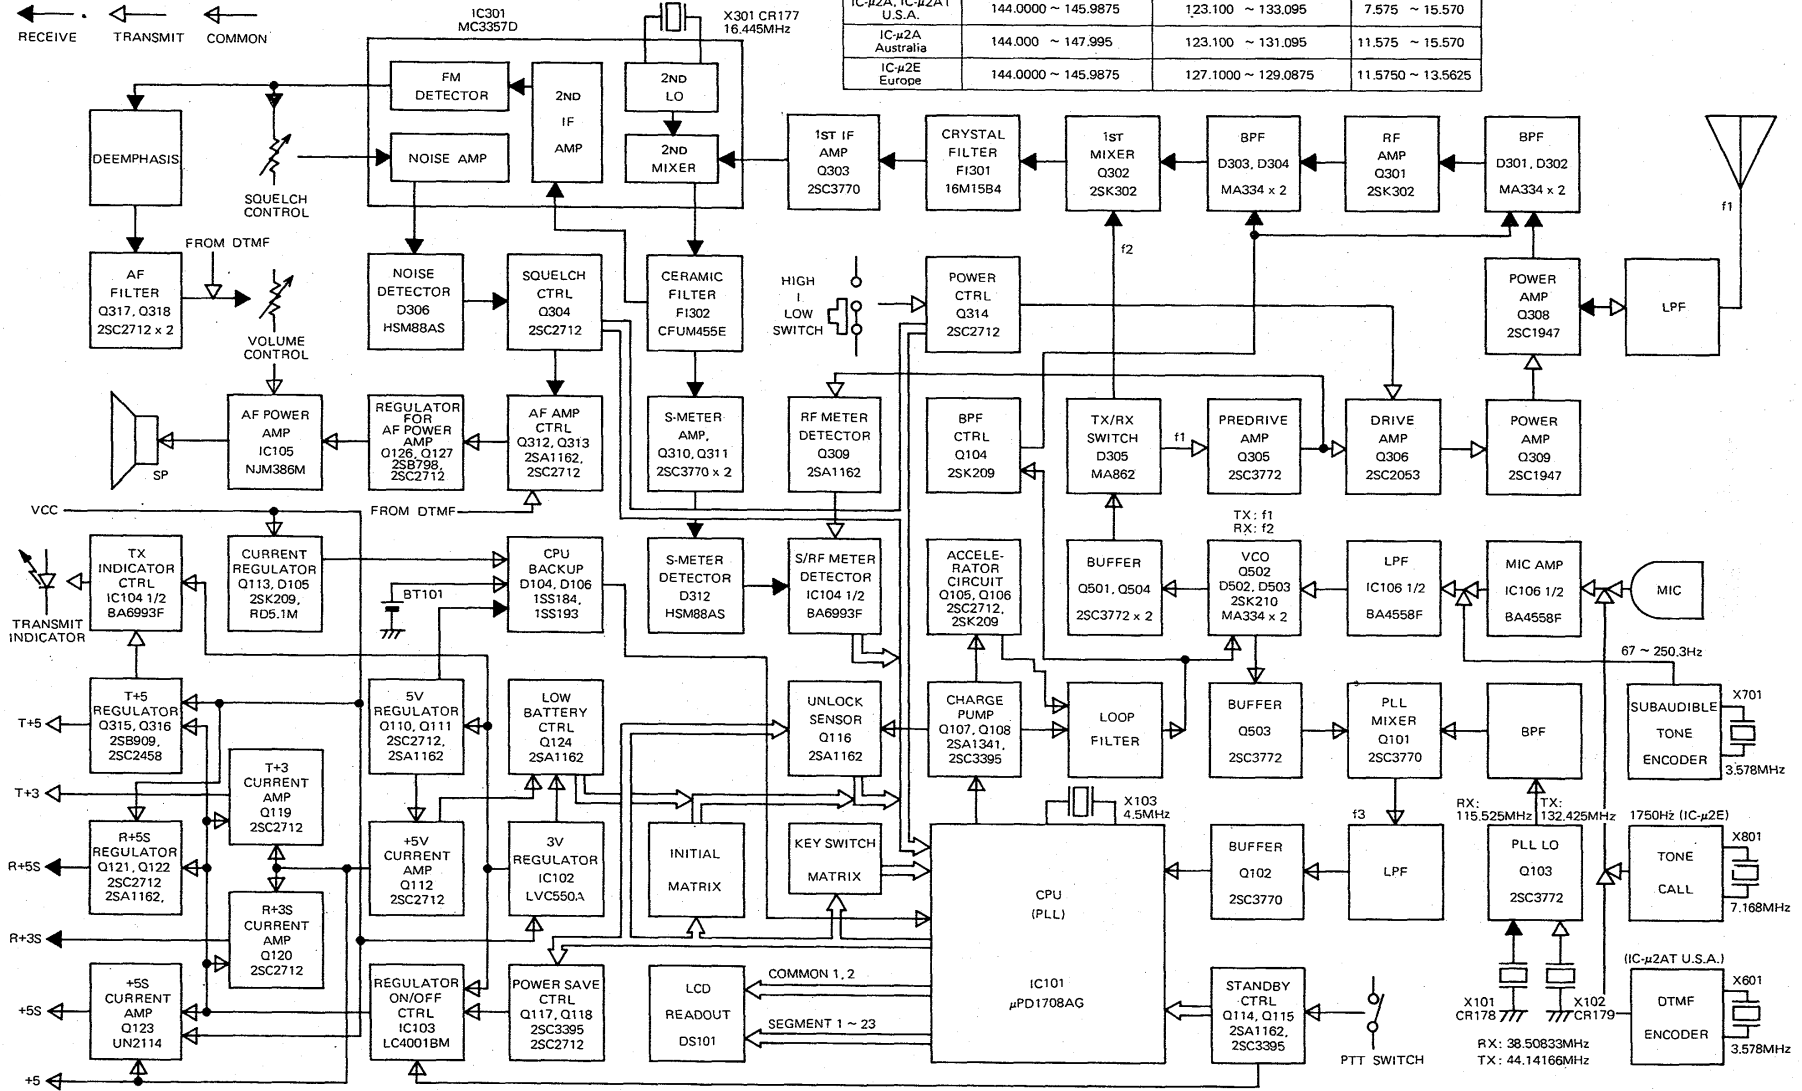 RECEIVE TRANSMIT COMMON
IC301
MC3357D
X301 CR177
16.445MHz
IC-μ2A, IC-μ2AT
U.S.A.
144.0000 ~ 145.9875
123.100 ~ 133.095
7.575 ~ 15.570
IC-μ2A
Australia
144.000 ~ 147.995
123.100 ~ 131.095
11.575 ~ 15.570
IC-μ2E
Europe
144.0000 ~ 145.9875
127.1000 ~ 129.0875
11.5750 ~ 13.5625
FM
DETECTOR
2ND
IF
AMP
2ND
LO
NOISE AMP
2ND
MIXER
DEEMPHASIS
SQUELCH
CONTROL
1ST IF
AMP
Q303
2SC3770
CRYSTAL
FILTER
FI301
16M15B4
1ST
MIXER
Q302
2SK302
BPF
D303, D304
MA334 x 2
RF
AMP
Q301
2SK302
BPF
D301, D302
MA334 x 2
f1
FROM DTMF
AF
FILTER
Q317, Q318
2SC2712 x 2
VOLUME
CONTROL
NOISE
DETECTOR
D306
HSM88AS
SQUELCH
CTRL
Q304
2SC2712
CERAMIC
FILTER
FI302
CFUM455E
HIGH
I
LOW
SWITCH
POWER
CTRL
Q314
2SC2712
f2
POWER
AMP
Q308
2SC1947
LPF
SP
AF POWER
AMP
IC105
NJM386M
REGULATOR
FOR
AF POWER
AMP
Q126, Q127
2SB798,
2SC2712
AF AMP
CTRL
Q312, Q313
2SA1162,
2SC2712
S-METER
AMP,
Q310, Q311
2SC3770 x 2
RF METER
DETECTOR
Q309
2SA1162
BPF
CTRL
Q104
2SK209
TX/RX
SWITCH
D305
MA862
f1
PREDRIVE
AMP
Q305
2SC3772
DRIVE
AMP
Q306
2SC2053
POWER
AMP
Q309
2SC1947
VCC
FROM DTMF
TX: f1
RX: f2
TRANSMIT
INDICATOR
TX
INDICATOR
CTRL
IC104 1/2
BA6993F
CURRENT
REGULATOR
Q113, D105
2SK209,
RD5.1M
BT101
CPU
BACKUP
D104, D106
1SS184,
1SS193
S-METER
DETECTOR
D312
HSM88AS
S/RF METER
DETECTOR
IC104 1/2
BA6993F
ACCELE-
RATOR
CIRCUIT
Q105, Q106
2SC2712,
2SK209
BUFFER
Q501, Q504
2SC3772 x 2
VCO
Q502
D502, D503
2SK210
MA334 x 2
LPF
IC106 1/2
BA4558F
MIC AMP
IC106 1/2
BA4558F
MIC
67 ~ 250.3Hz
T+5
T+5
REGULATOR
Q315, Q316
2SB909,
2SC2458
5V
REGULATOR
Q110, Q111
2SC2712,
2SA1162
LOW
BATTERY
CTRL
Q124
2SA1162
UNLOCK
SENSOR
Q116
2SA1162
CHARGE
PUMP
Q107, Q108
2SA1341,
2SC3395
LOOP
FILTER
BUFFER
Q503
2SC3772
PLL
MIXER
Q101
2SC3770
BPF
SUBAUDIBLE
TONE
ENCODER
X701
3.578MHz
T+3
T+3
CURRENT
AMP
Q119
2SC2712
X103
4.5MHz
f3
RX:
115.525MHz
TX:
132.425MHz
1750Hz (IC-μ2E)
R+5S
R+5S
REGULATOR
Q121, Q122
2SC2712
2SA1162,
+5V
CURRENT
AMP
Q112
2SC2712
3V
REGULATOR
IC102
LVC550A
INITIAL
MATRIX
KEY SWITCH
MATRIX
CPU
(PLL)
IC101
μPD1708AG
BUFFER
Q102
2SC3770
LPF
PLL LO
Q103
2SC3772
TONE
CALL
X801
7.168MHz
R+3S
R+3S
CURRENT
AMP
Q120
2SC2712
+5S
+5S
CURRENT
AMP
Q123
UN2114
REGULATOR
ON/OFF
CTRL
IC103
LC4001BM
POWER SAVE
CTRL
Q117, Q118
2SC3395
2SC2712
LCD
READOUT
DS101
COMMON 1, 2
SEGMENT 1 ~ 23
STANDBY
CTRL
Q114, Q115
2SA1162,
2SC3395
PTT SWITCH
X101
CR178
X102
CR179
RX: 38.50833MHz
TX: 44.14166MHz
(IC-μ2AT U.S.A.)
DTMF
ENCODER
X601
3.578MHz
+5